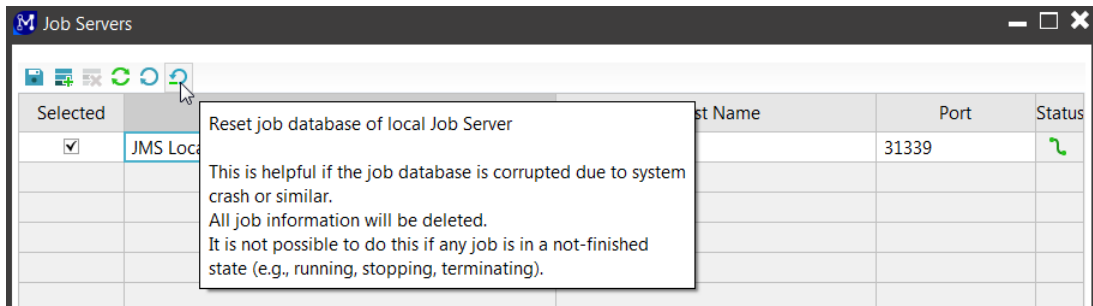 Job Servers
Selected st Name Port Status
JMS Loca 31339
Reset job database of local Job Server
This is helpful if the job database is corrupted due to system
crash or similar.
All job information will be deleted.
It is not possible to do this if any job is in a not-finished
state (e.g., running, stopping, terminating).